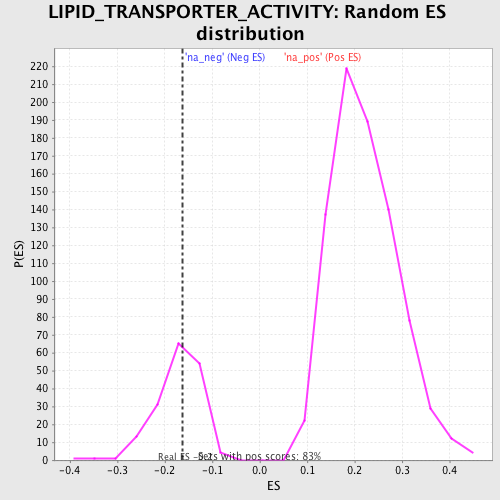 LIPID_TRANSPORTER_ACTIVITY: Random ES
distribution
'na_neg' (Neg ES) 'na_pos' (Pos ES)
P(ES)
220
210
200
190
180
170
160
150
140
130
120
110
100
90
80
70
60
50
40
30
20
10
0
Real ES
Sets with pos scores: 83%
-0.4 -0.3 -0.2 -0.1 0.0 0.1 0.2 0.3 0.4
ES